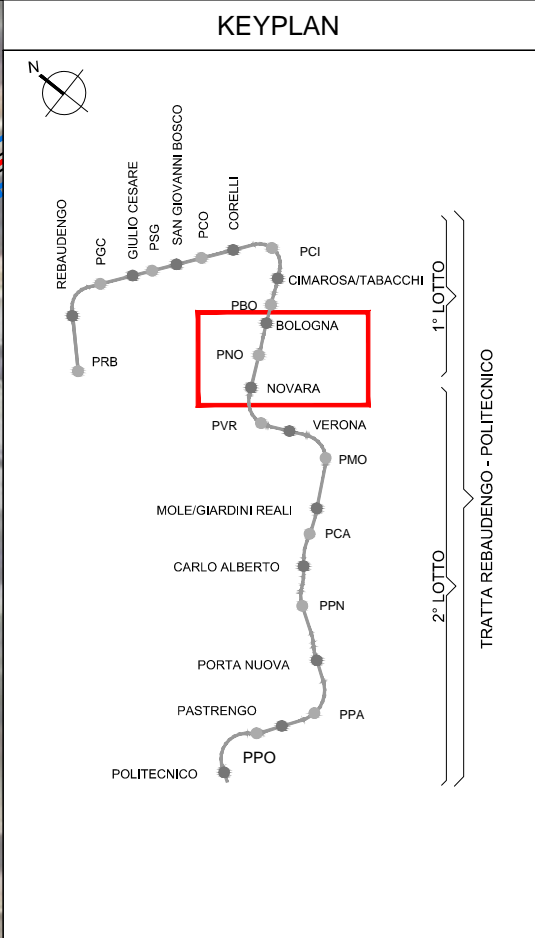 KEYPLAN
N
REBAUDENGO
PGC
GIULIO CESARE
PSG
SAN GIOVANNI BOSCO
PCO
CORELLI
PCI
CIMAROSA/TABACCHI
PBO
BOLOGNA
PNO
NOVARA
PRB
PVR
VERONA
PMO
MOLE/GIARDINI REALI
PCA
CARLO ALBERTO
PPN
PORTA NUOVA
PASTRENGO
PPA
PPO
POLITECNICO
1° LOTTO
2° LOTTO
TRATTA REBAUDENGO - POLITECNICO